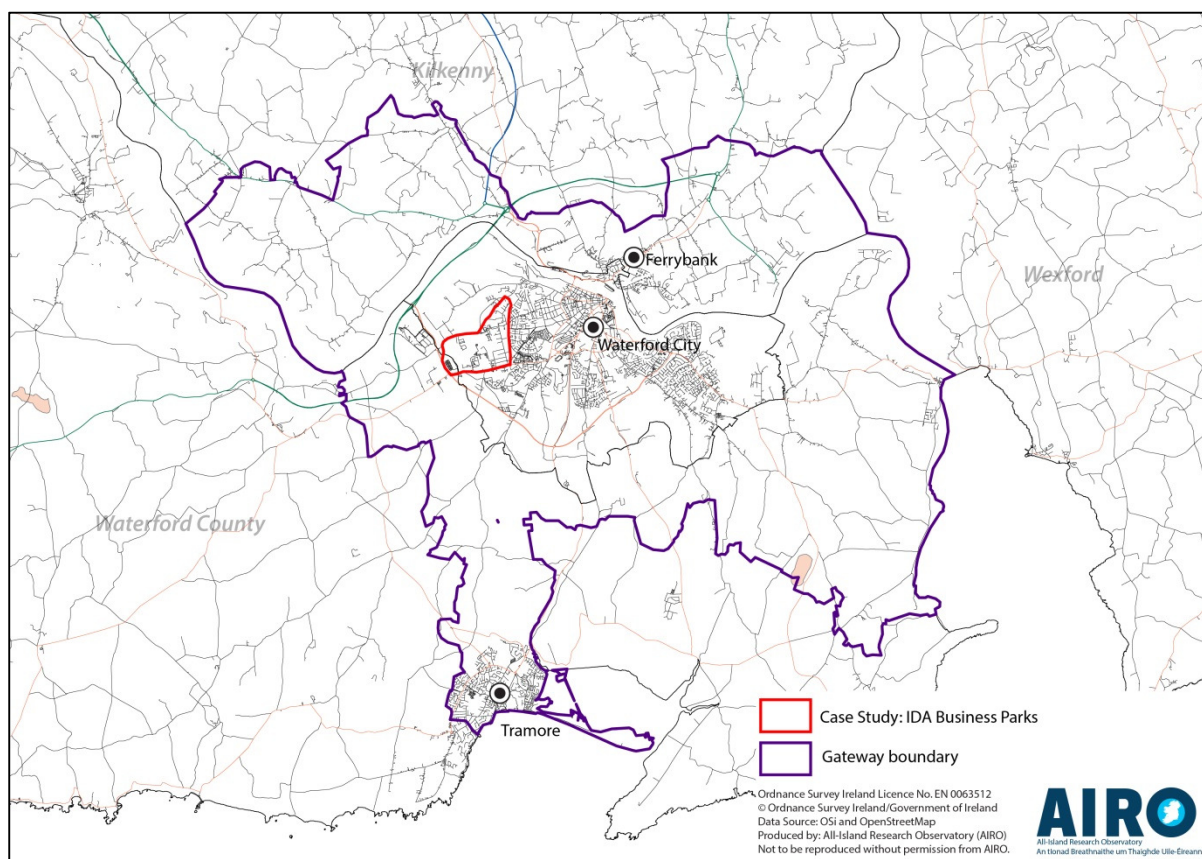 Kilkenny
Wexford
Ferrybank
Waterford City
Waterford County
Tramore
Case Study: IDA Business Parks
Gateway boundary
Ordnance Survey Ireland Licence No. EN 0063512
© Ordnance Survey Ireland/Government of Ireland
Data Source: OSi and OpenStreetMap
Produced by: All-Island Research Observatory (AIRO)
Not to be reproduced without permission from AIRO.
AIRO
All-Island Research Observatory
An tIonad Breathnaithe um Thaighde Uile-Éireann